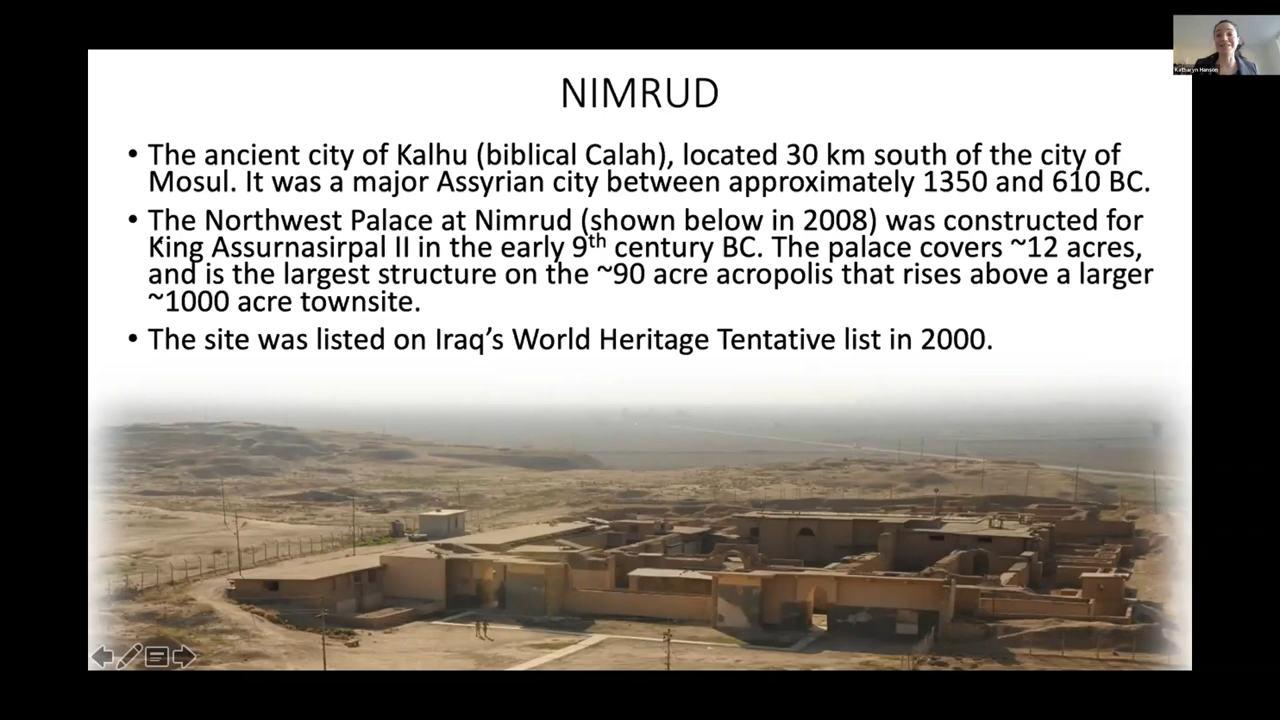 Katharyn Hanson
NIMRUD
• The ancient city of Kalhu (biblical Calah), located 30 km south of the city of
Mosul. It was a major Assyrian city between approximately 1350 and 610 BC.
• The Northwest Palace at Nimrud (shown below in 2008) was constructed for
King Assurnasirpal II in the early 9th century BC. The palace covers ~12 acres,
and is the largest structure on the ~90 acre acropolis that rises above a larger
~1000 acre townsite.
• The site was listed on Iraq’s World Heritage Tentative list in 2000.